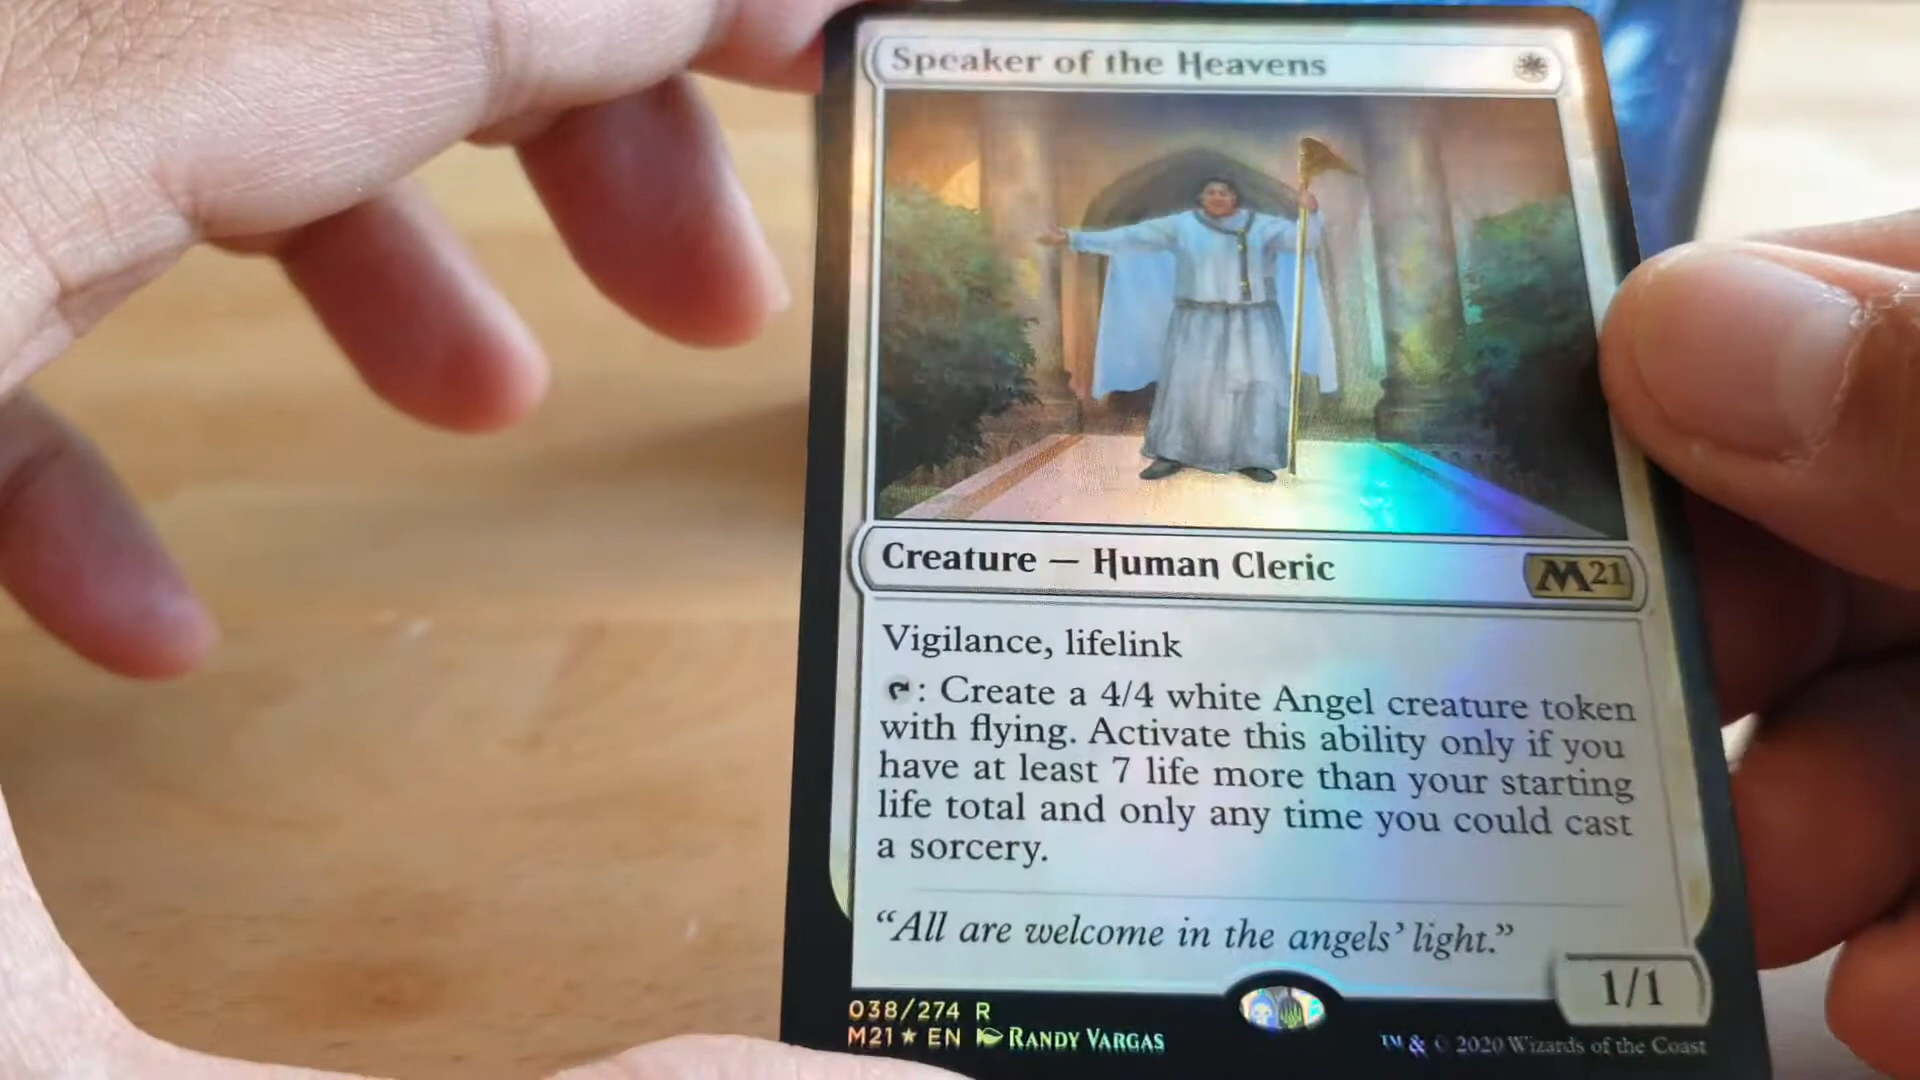 Speaker of the Heavens
Creature — Human Cleric
M21
Vigilance, lifelink
: Create a 4/4 white Angel creature token
with flying. Activate this ability only if you
have at least 7 life more than your starting
life total and only any time you could cast
a sorcery.
“All are welcome in the angels’ light.”
1/1
038/274 R
M21 ★ EN RANDY VARGAS
™ & © 2020 Wizards of the Coast